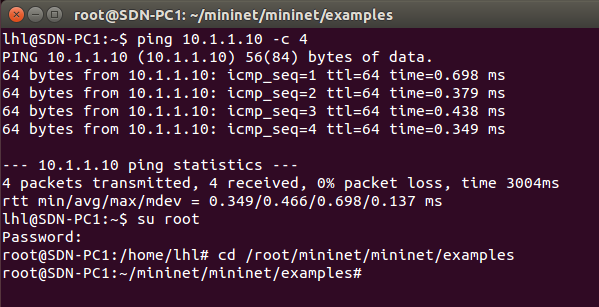 root@SDN-PC1: ~/mininet/mininet/examples
lhl@SDN-PC1:~$ ping 10.1.1.10 -c 4
PING 10.1.1.10 (10.1.1.10) 56(84) bytes of data.
64 bytes from 10.1.1.10: icmp_seq=1 ttl=64 time=0.698 ms
64 bytes from 10.1.1.10: icmp_seq=2 ttl=64 time=0.379 ms
64 bytes from 10.1.1.10: icmp_seq=3 ttl=64 time=0.438 ms
64 bytes from 10.1.1.10: icmp_seq=4 ttl=64 time=0.349 ms
--- 10.1.1.10 ping statistics ---
4 packets transmitted, 4 received, 0% packet loss, time 3004ms
rtt min/avg/max/mdev = 0.349/0.466/0.698/0.137 ms
lhl@SDN-PC1:~$ su root
Password:
root@SDN-PC1:/home/lhl# cd /root/mininet/mininet/examples
root@SDN-PC1:~/mininet/mininet/examples#